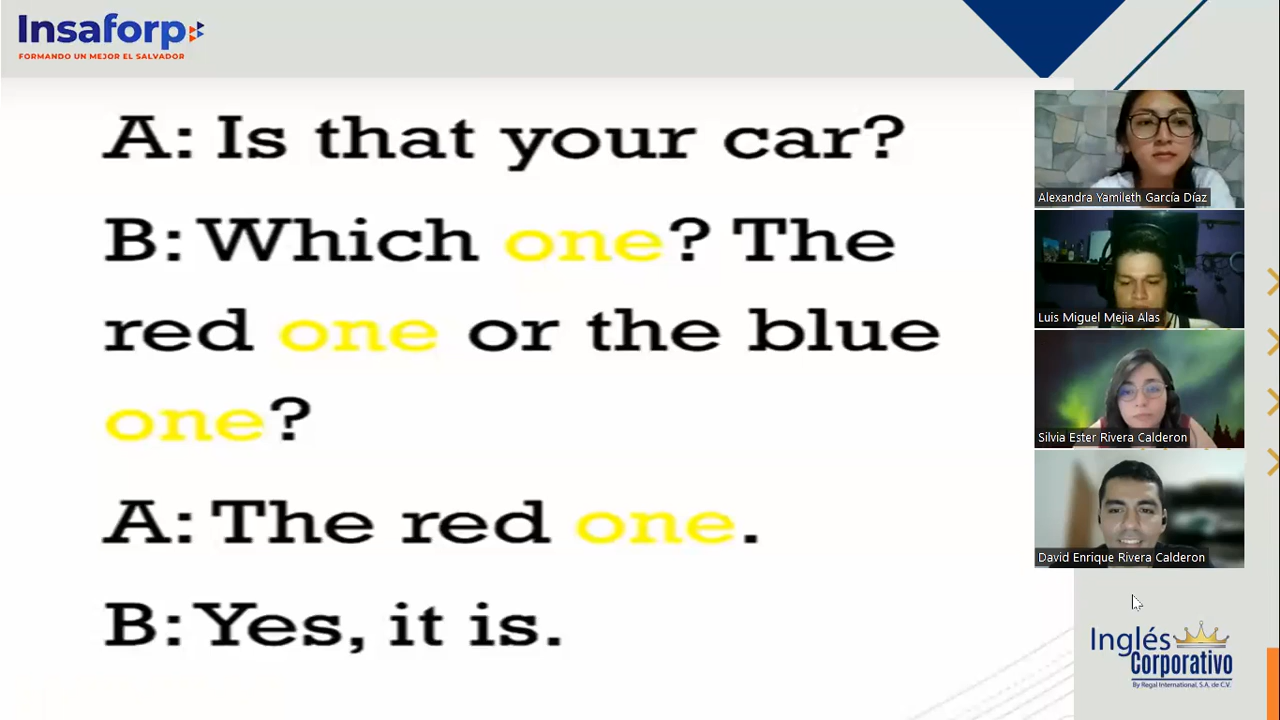 Insaforp
FORMANDO UN MEJOR EL SALVADOR
A: Is that your car?
B: Which one? The
red one or the blue
one?
A: The red one.
B: Yes, it is.
Alexandra Yamileth García Díaz
Luis Miguel Mejia Alas
Silvia Ester Rivera Calderon
David Enrique Rivera Calderon
Inglés
Corporativo
By Regal International, S.A. de C.V.